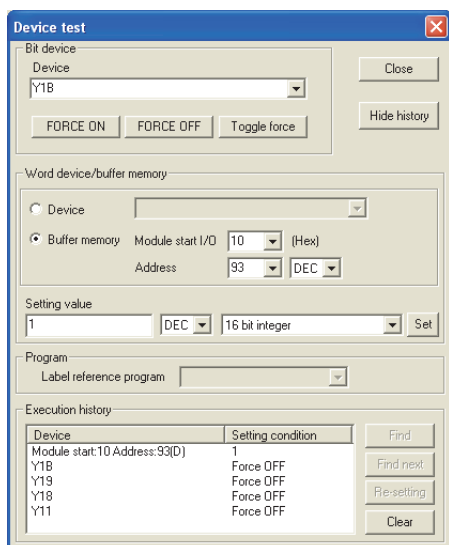 Device test
Bit device
Device
Y1B
Close
FORCE ON FORCE OFF Toggle force
Hide history
Word device/buffer memory
Device
Buffer memory Module start I/O 10 (Hex)
Address 93 DEC
Setting value
1 DEC 16 bit integer Set
Program
Label reference program
Execution history
Device Setting condition
Module start:10 Address:93(D) 1
Y1B Force OFF
Y19 Force OFF
Y18 Force OFF
Y11 Force OFF
Find
Find next
Re-setting
Clear